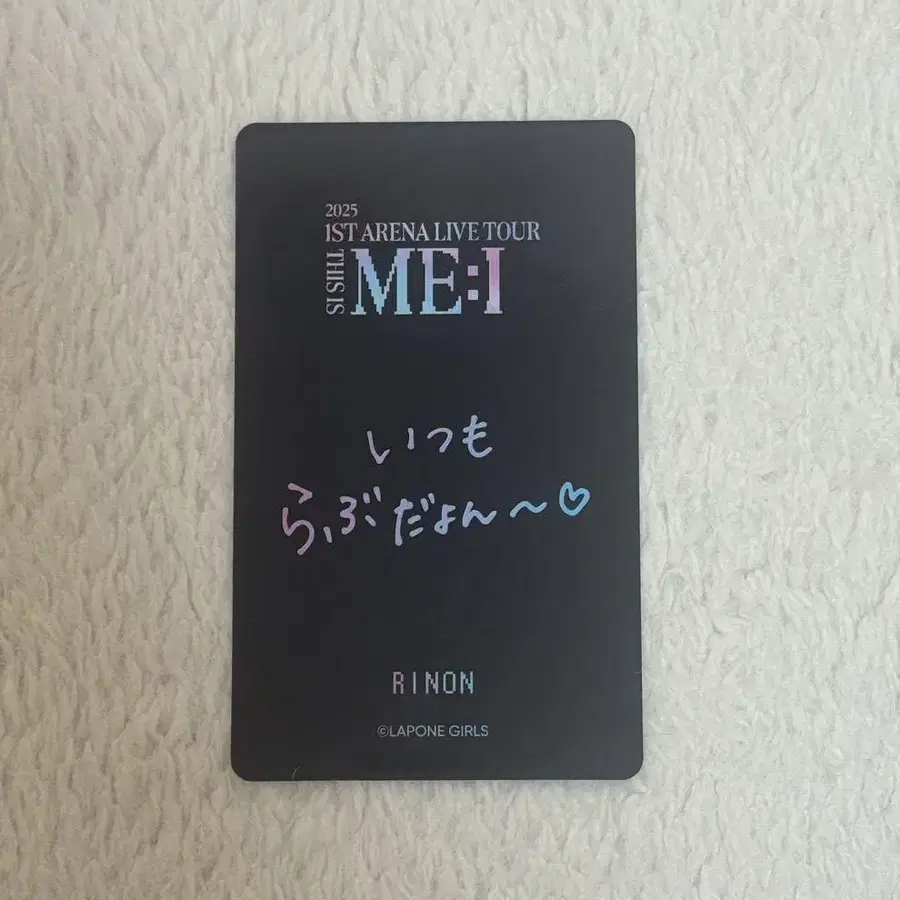 2025
1ST ARENA LIVE TOUR
THIS IS
ME:I
いつも
らぶだよん〜♡
RINON
©LAPONE GIRLS